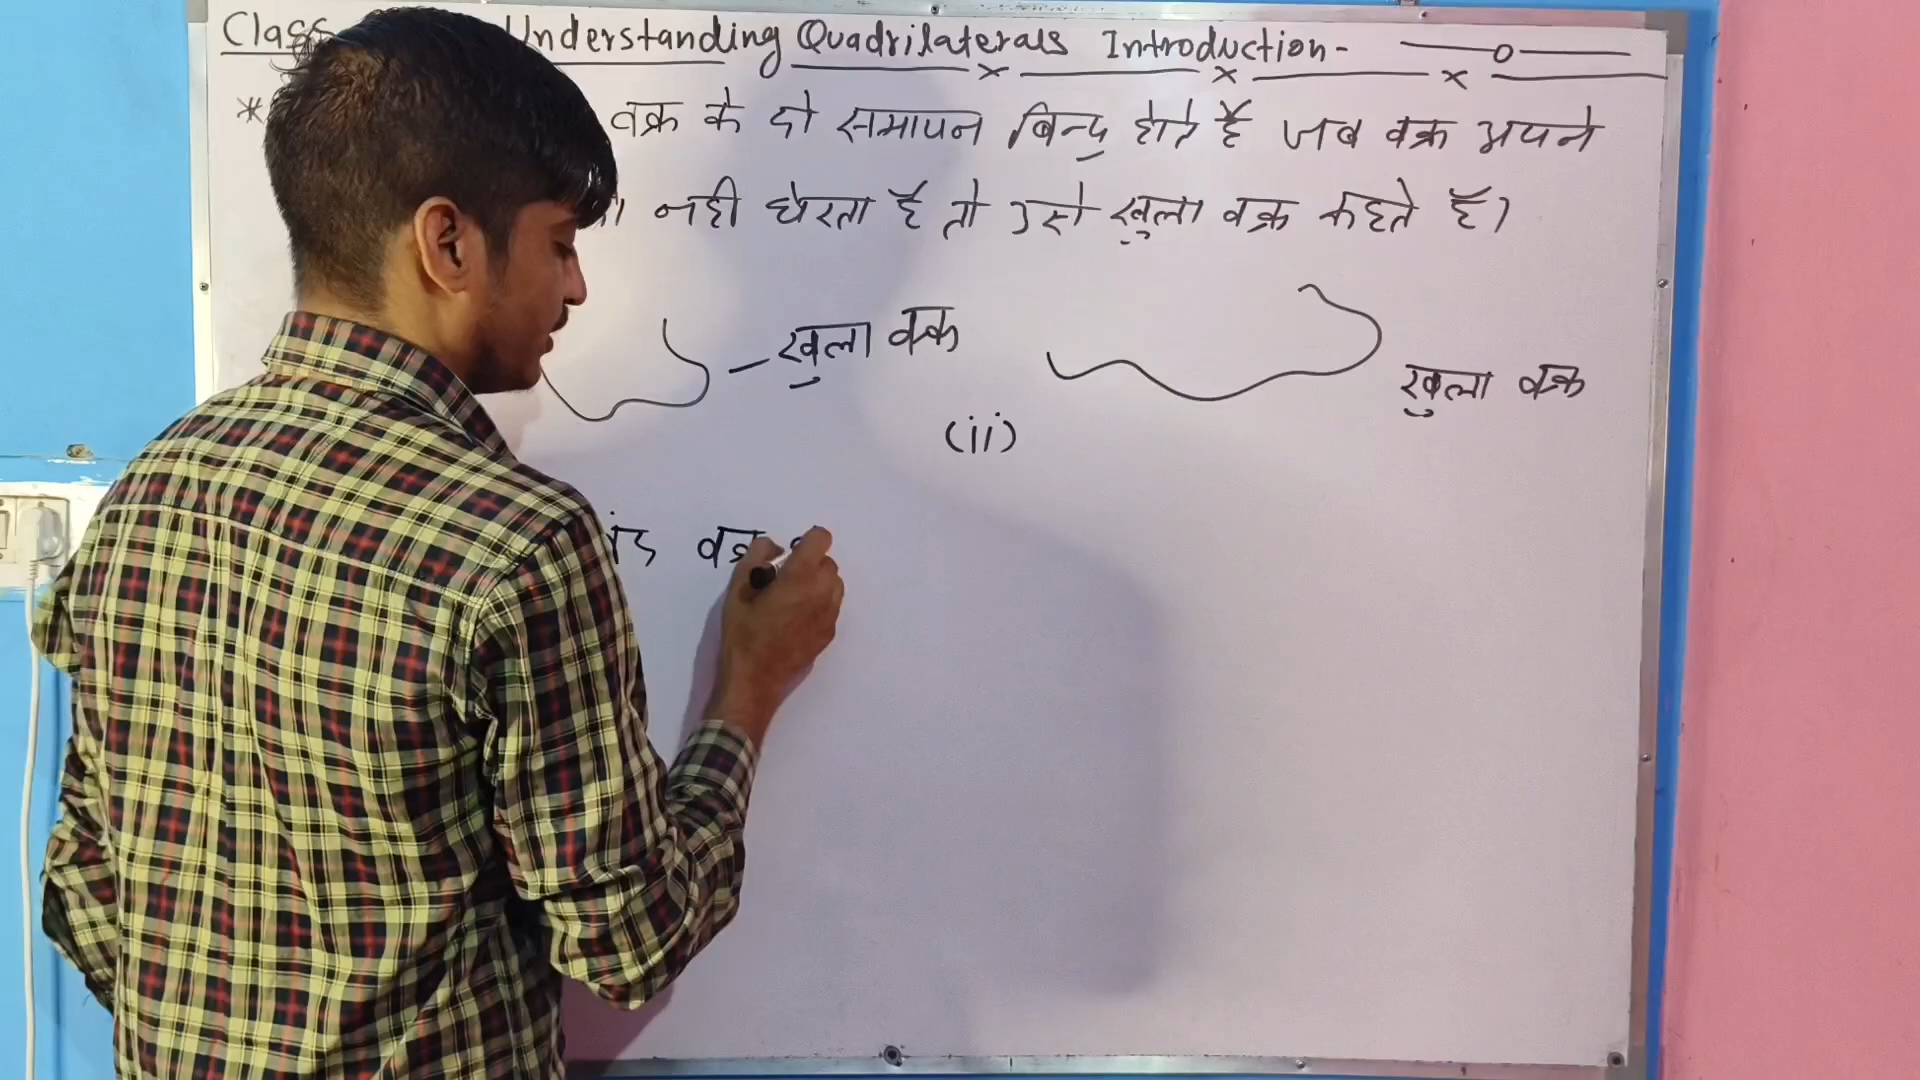 Class Understanding Quadrilaterals Introduction-
* वक्र के दो समापन बिन्दु होते हैं जब वक्र अपने
नही घेरता है तो उसे खुला वक्र कहते हैं।
खुला वक्र
खुला वक्र
(ii)
वक्र